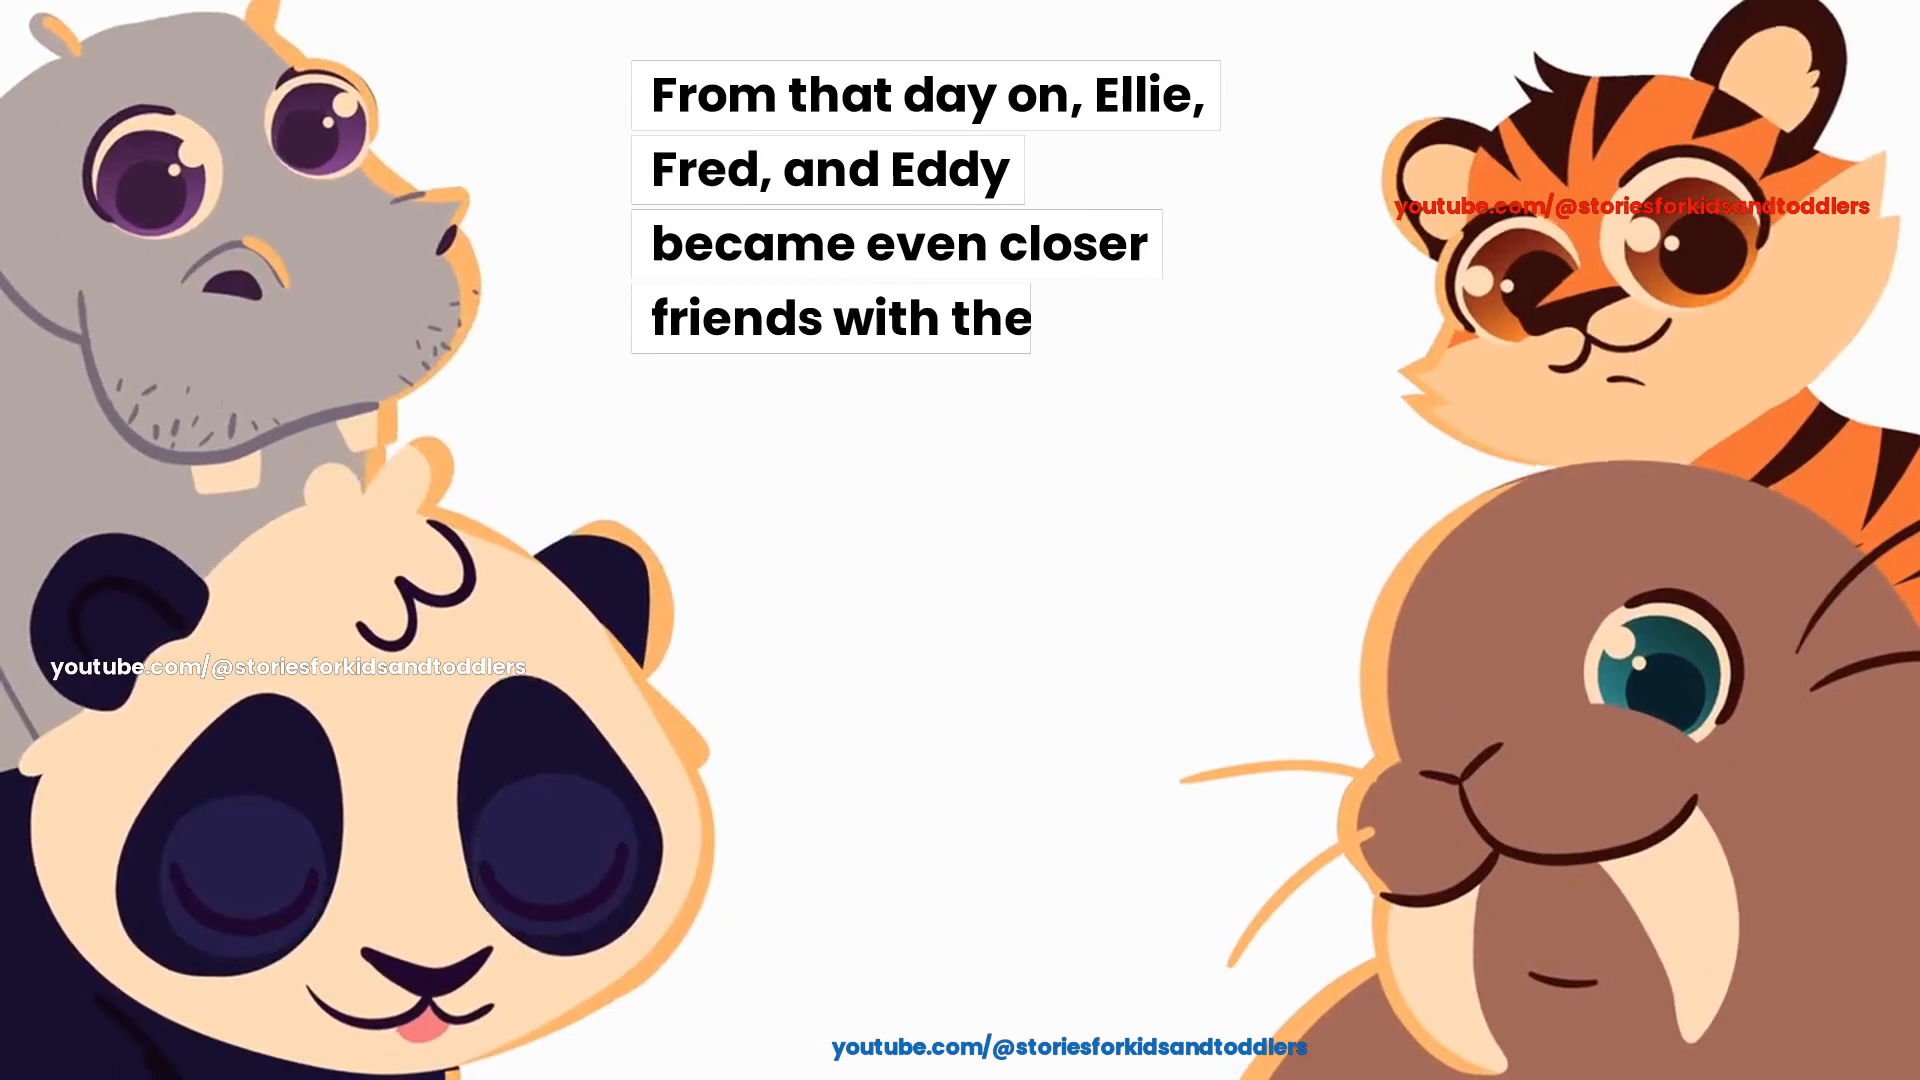 From that day on, Ellie,
Fred, and Eddy
became even closer
friends with the
youtube.com/@storiesforkidsandtoddlers
youtube.com/@storiesforkidsandtoddlers
youtube.com/@storiesforkidsandtoddlers